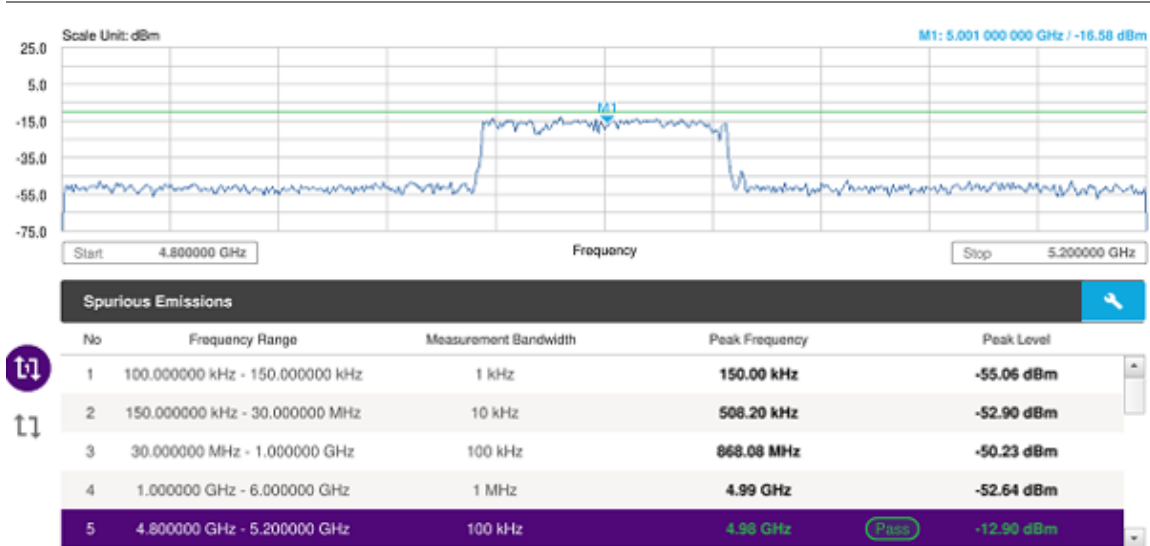 Scale Unit: dBm M1: 5.001 000 000 GHz / -16.58 dBm
25.0
5.0
M1
-15.0
-35.0
-55.0
-75.0
Start 4.800000 GHz Frequency Stop 5.200000 GHz
Spurious Emissions
No Frequency Range Measurement Bandwidth Peak Frequency Peak Level
1 100.000000 kHz - 150.000000 kHz 1 kHz 150.00 kHz -55.06 dBm
2 150.000000 kHz - 30.000000 MHz 10 kHz 508.20 kHz -52.90 dBm
3 30.000000 MHz - 1.000000 GHz 100 kHz 868.08 MHz -50.23 dBm
4 1.000000 GHz - 6.000000 GHz 1 MHz 4.99 GHz -52.64 dBm
5 4.800000 GHz - 5.200000 GHz 100 kHz 4.98 GHz Pass -12.90 dBm